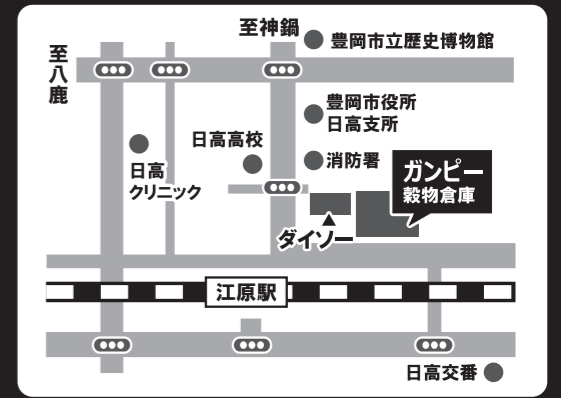 至神鍋
豊岡市立歴史博物館
至八鹿
豊岡市役所
日高支所
日高高校
消防署
日高
クリニック
ガンピー
穀物倉庫
ダイソー
江原駅
日高交番